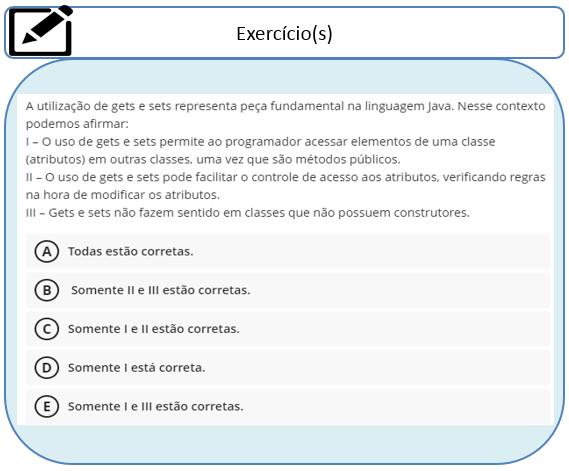 Exercício(s)
A utilização de gets e sets representa peça fundamental na linguagem Java. Nesse contexto
podemos afirmar:
I – O uso de gets e sets permite ao programador acessar elementos de uma classe
(atributos) em outras classes, uma vez que são métodos públicos.
II – O uso de gets e sets pode facilitar o controle de acesso aos atributos, verificando regras
na hora de modificar os atributos.
III – Gets e sets não fazem sentido em classes que não possuem construtores.
A Todas estão corretas.
B Somente II e III estão corretas.
C Somente I e II estão corretas.
D Somente I está correta.
E Somente I e III estão corretas.